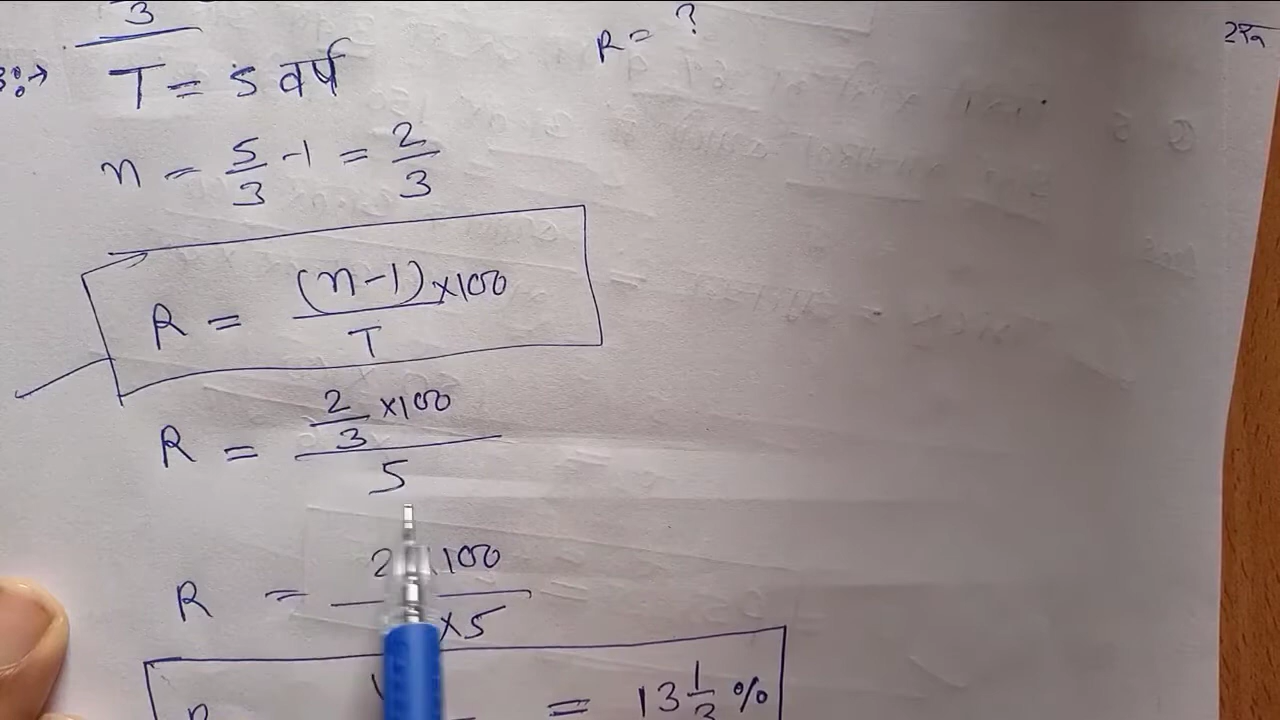 3
R = ?
T = 5 वर्ष
n = 5/3 - 1 = 2/3
R = (n-1)×100 / T
R = 2/3 ×100 / 5
R = 2 100 / ×5
= 13 1/3 %